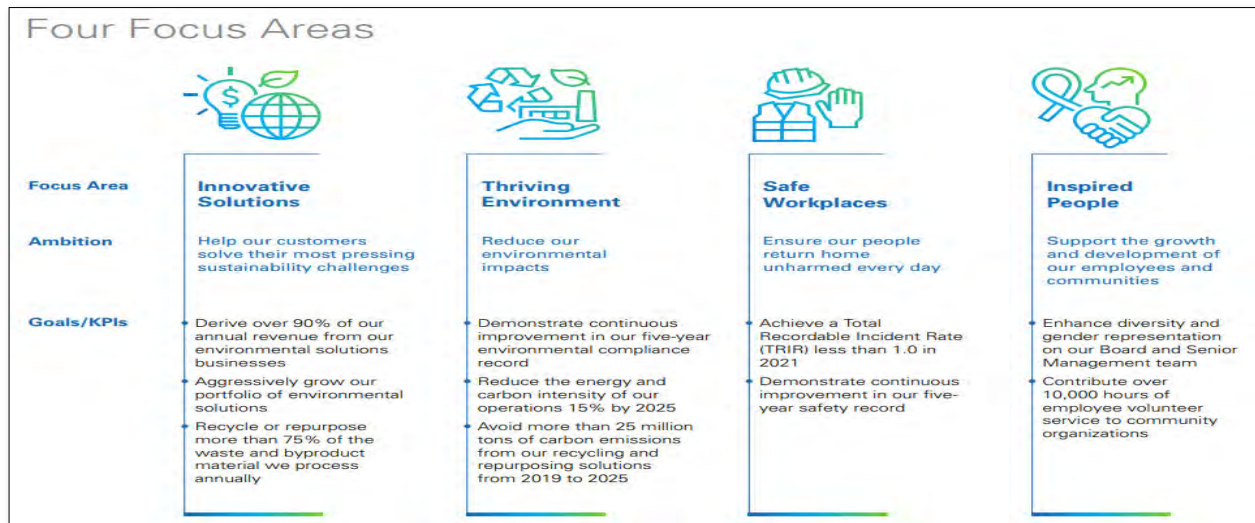 Four Focus Areas
$
Focus Area
Innovative
Solutions
Thriving
Environment
Safe
Workplaces
Inspired
People
Ambition
Help our customers
solve their most pressing
sustainability challenges
Reduce our
environmental
impacts
Ensure our people
return home
unharmed every day
Support the growth
and development of
our employees and
communities
Goals/KPIs
• Derive over 90% of our
annual revenue from our
environmental solutions
businesses
• Aggressively grow our
portfolio of environmental
solutions
• Recycle or repurpose
more than 75% of the
waste and byproduct
material we process
annually
• Demonstrate continuous
improvement in our five-year
environmental compliance
record
• Reduce the energy and
carbon intensity of our
operations 15% by 2025
• Avoid more than 25 million
tons of carbon emissions
from our recycling and
repurposing solutions
from 2019 to 2025
• Achieve a Total
Recordable Incident Rate
(TRIR) less than 1.0 in
2021
• Demonstrate continuous
improvement in our five-
year safety record
• Enhance diversity and
gender representation
on our Board and Senior
Management team
• Contribute over
10,000 hours of
employee volunteer
service to community
organizations